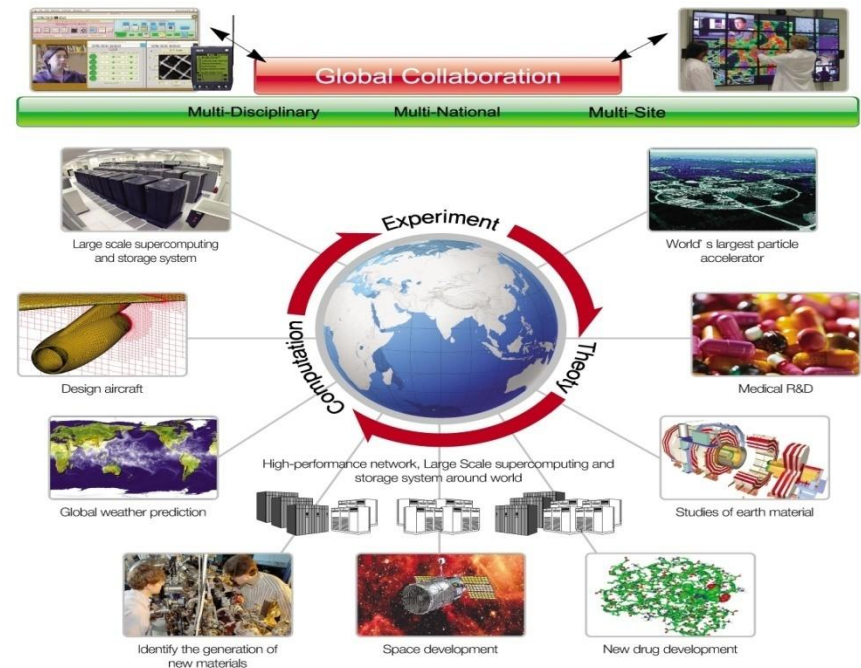 Global Collaboration
Multi-Disciplinary Multi-National Multi-Site
Experiment
Theoty
Computation
Large scale supercomputing
and storage system
World' s largest particle
accelerator
Design aircraft
Medical R&D
High-performance network, Large Scale supercomputing and
storage system around world
Global weather prediction
Studies of earth material
Identify the generation of
new materials
Space development
New drug development